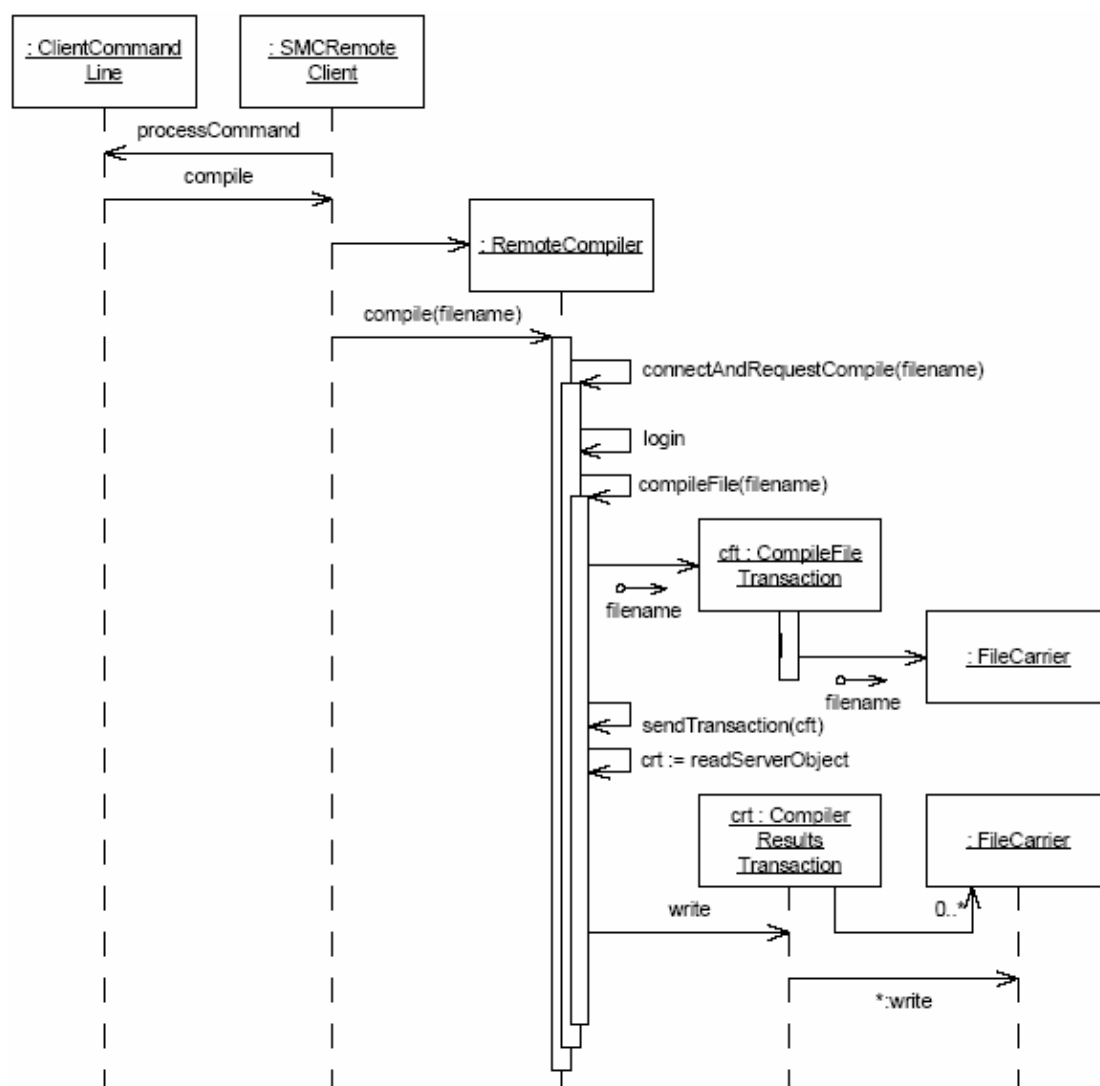 : ClientCommand
Line
: SMCRemote
Client
processCommand
compile
: RemoteCompiler
compile(filename)
connectAndRequestCompile(filename)
login
compileFile(filename)
cft : CompileFile
Transaction
filename
: FileCarrier
filename
sendTransaction(cft)
crt := readServerObject
crt : Compiler
Results
Transaction
: FileCarrier
write
0..*
*:write